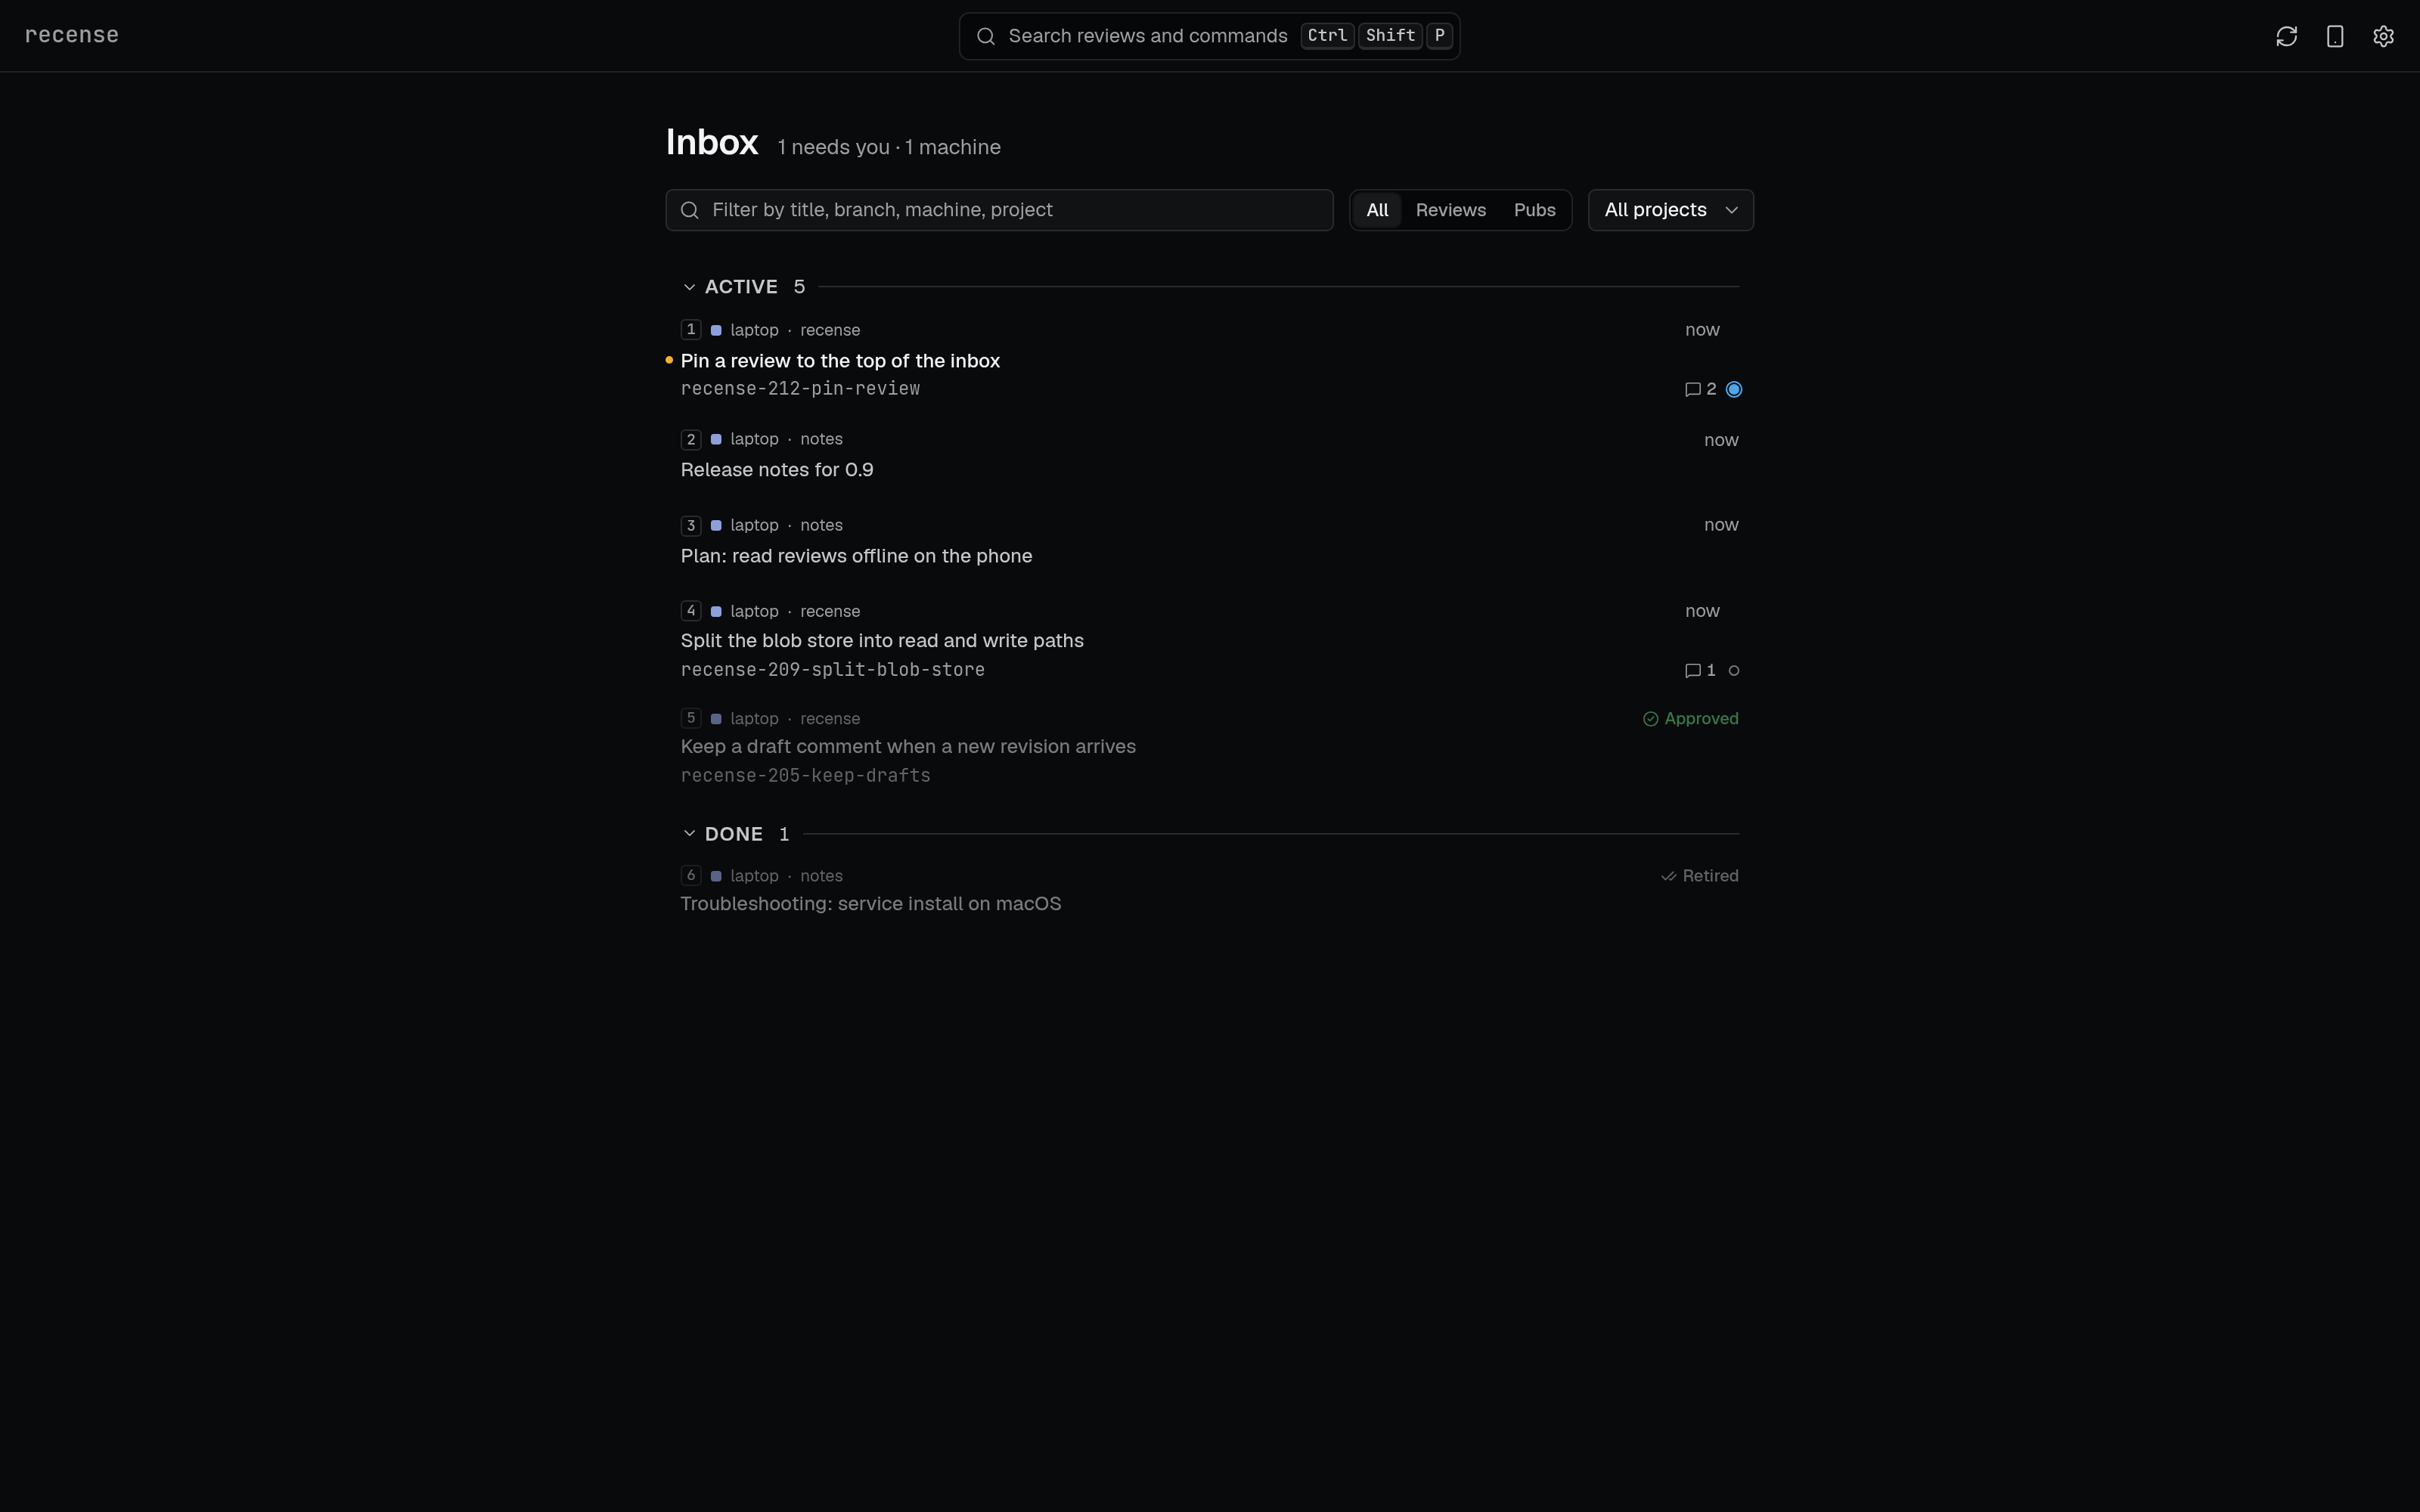 recense
Search reviews and commands Ctrl Shift P
Inbox 1 needs you · 1 machine
Filter by title, branch, machine, project All Reviews Pubs All projects
ACTIVE 5
1 laptop · recense now
Pin a review to the top of the inbox
recense-212-pin-review 2
2 laptop · notes now
Release notes for 0.9
3 laptop · notes now
Plan: read reviews offline on the phone
4 laptop · recense now
Split the blob store into read and write paths
recense-209-split-blob-store 1
5 laptop · recense Approved
Keep a draft comment when a new revision arrives
recense-205-keep-drafts
DONE 1
6 laptop · notes Retired
Troubleshooting: service install on macOS